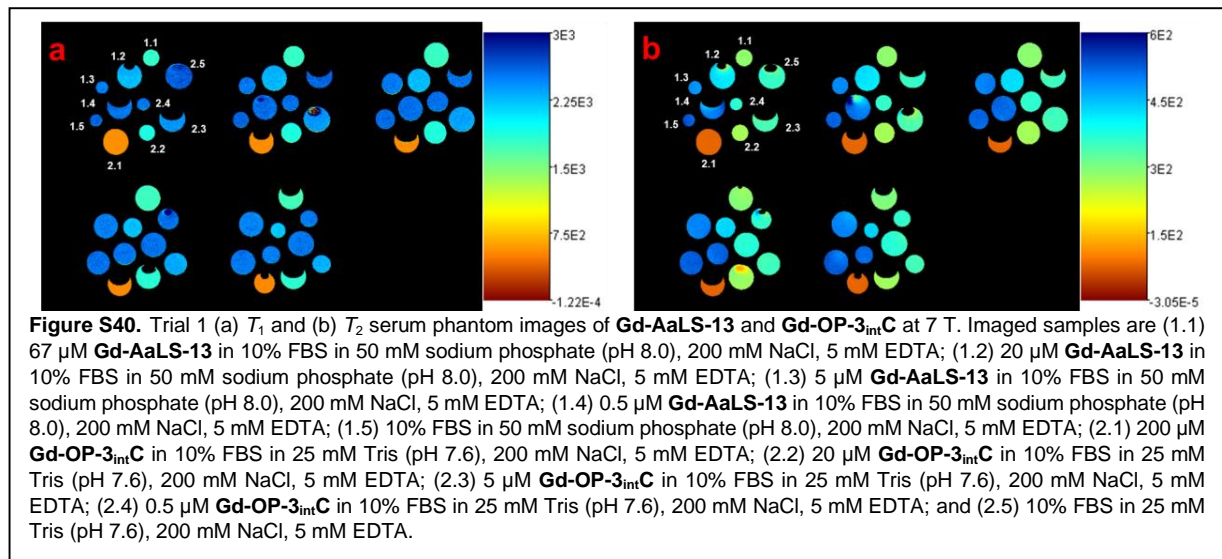 a
1.1
1.2
2.5
1.3
1.4
2.4
1.5
2.3
2.2
2.1
3E3
2.25E3
1.5E3
7.5E2
-1.22E-4
b
1.1
1.2
2.5
1.3
1.4
2.4
1.5
2.3
2.2
2.1
6E2
4.5E2
3E2
1.5E2
-3.05E-5
Figure S40. Trial 1 (a) T1 and (b) T2 serum phantom images of Gd-AaLS-13 and Gd-OP-3intC at 7 T. Imaged samples are (1.1)
67 µM Gd-AaLS-13 in 10% FBS in 50 mM sodium phosphate (pH 8.0), 200 mM NaCl, 5 mM EDTA; (1.2) 20 µM Gd-AaLS-13 in
10% FBS in 50 mM sodium phosphate (pH 8.0), 200 mM NaCl, 5 mM EDTA; (1.3) 5 µM Gd-AaLS-13 in 10% FBS in 50 mM
sodium phosphate (pH 8.0), 200 mM NaCl, 5 mM EDTA; (1.4) 0.5 µM Gd-AaLS-13 in 10% FBS in 50 mM sodium phosphate (pH
8.0), 200 mM NaCl, 5 mM EDTA; (1.5) 10% FBS in 50 mM sodium phosphate (pH 8.0), 200 mM NaCl, 5 mM EDTA; (2.1) 200 µM
Gd-OP-3intC in 10% FBS in 25 mM Tris (pH 7.6), 200 mM NaCl, 5 mM EDTA; (2.2) 20 µM Gd-OP-3intC in 10% FBS in 25 mM
Tris (pH 7.6), 200 mM NaCl, 5 mM EDTA; (2.3) 5 µM Gd-OP-3intC in 10% FBS in 25 mM Tris (pH 7.6), 200 mM NaCl, 5 mM
EDTA; (2.4) 0.5 µM Gd-OP-3intC in 10% FBS in 25 mM Tris (pH 7.6), 200 mM NaCl, 5 mM EDTA; and (2.5) 10% FBS in 25 mM
Tris (pH 7.6), 200 mM NaCl, 5 mM EDTA.